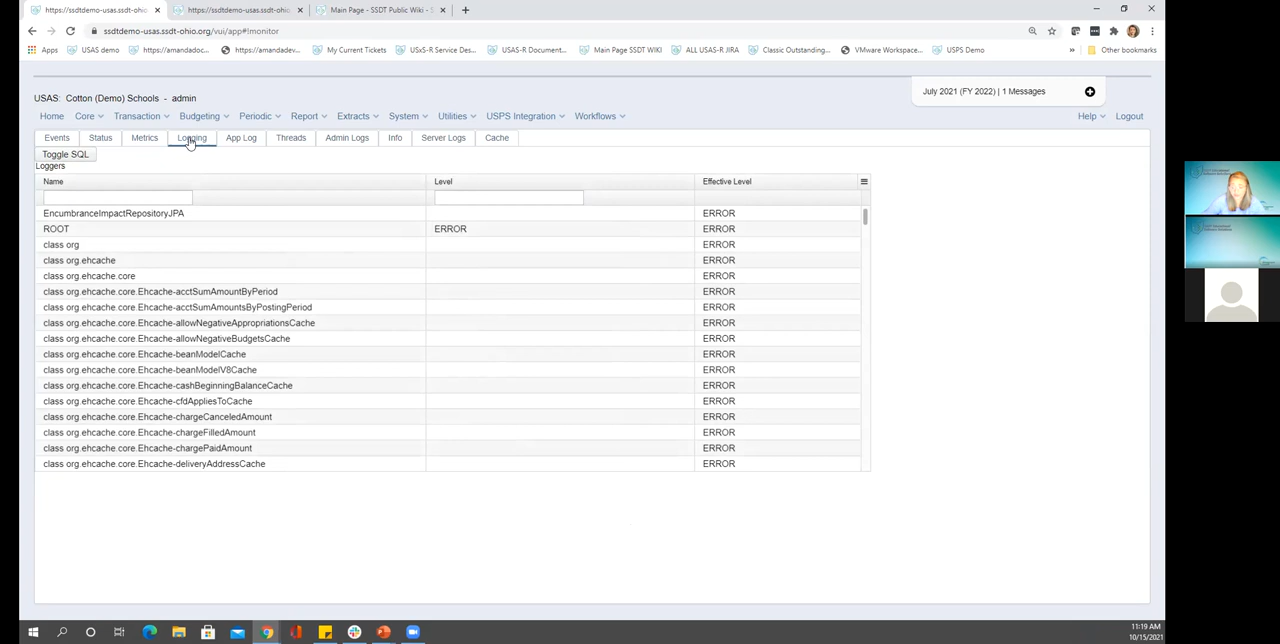 https://ssdtdemo-usas.ssdt-ohio.org/ × https://ssdtdemo-usas.ssdt-ohio × Main Page - SSDT Public Wiki - S × +
ssdtdemo-usas.ssdt-ohio.org/vui/app#!monitor
Apps USAS demo https://amandadoc... https://amandadev... My Current Tickets USxS-R Service Des... USAS-R Document... Main Page SSDT WIKI ALL USAS-R JIRA Classic Outstanding... VMware Workspace... USPS Demo » Other bookmarks
USAS: Cotton (Demo) Schools - admin
July 2021 (FY 2022) | 1 Messages
Home Core Transaction Budgeting Periodic Report Extracts System Utilities USPS Integration Workflows Help Logout
Events Status Metrics Logging App Log Threads Admin Logs Info Server Logs Cache
Toggle SQL
Loggers
Name Level Effective Level
EncumbranceImpactRepositoryJPA ERROR
ROOT ERROR ERROR
class org ERROR
class org.ehcache ERROR
class org.ehcache.core ERROR
class org.ehcache.core.Ehcache-acctSumAmountByPeriod ERROR
class org.ehcache.core.Ehcache-acctSumAmountsByPostingPeriod ERROR
class org.ehcache.core.Ehcache-allowNegativeAppropriationsCache ERROR
class org.ehcache.core.Ehcache-allowNegativeBudgetsCache ERROR
class org.ehcache.core.Ehcache-beanModelCache ERROR
class org.ehcache.core.Ehcache-beanModelV8Cache ERROR
class org.ehcache.core.Ehcache-cashBeginningBalanceCache ERROR
class org.ehcache.core.Ehcache-cfdAppliesToCache ERROR
class org.ehcache.core.Ehcache-chargeCanceledAmount ERROR
class org.ehcache.core.Ehcache-chargeFilledAmount ERROR
class org.ehcache.core.Ehcache-chargePaidAmount ERROR
class org.ehcache.core.Ehcache-deliveryAddressCache ERROR
11:19 AM
10/15/2021